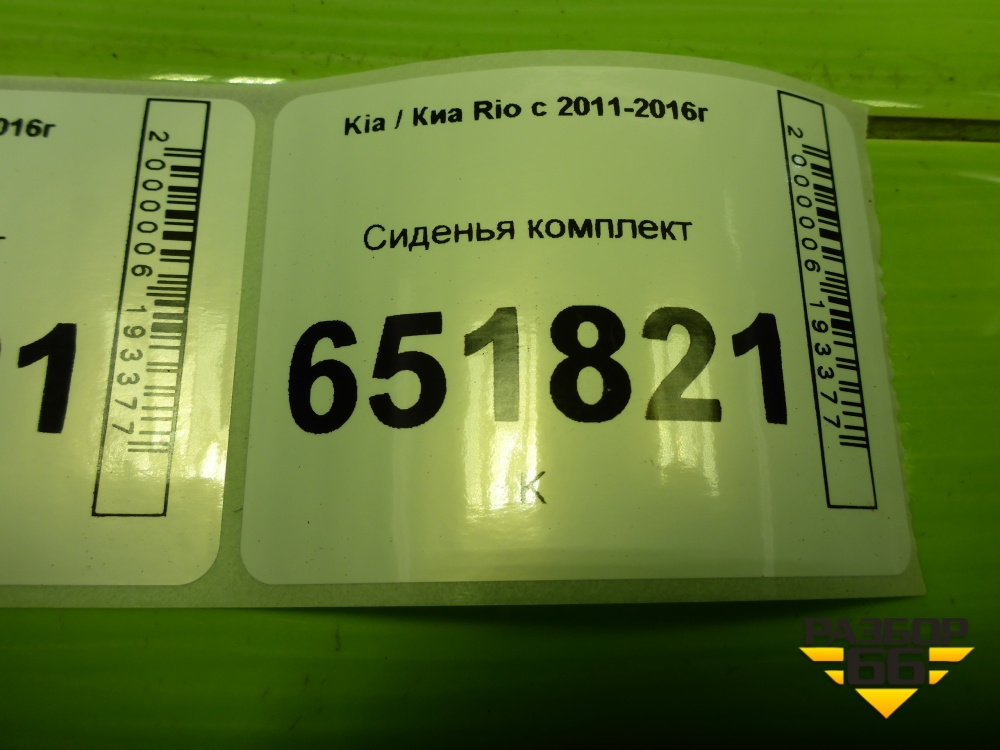 016г
1
2000006193377
Kia / Киа Rio с 2011-2016г
Сиденья комплект
651821
К
2000006193377
РАЗБОР
66